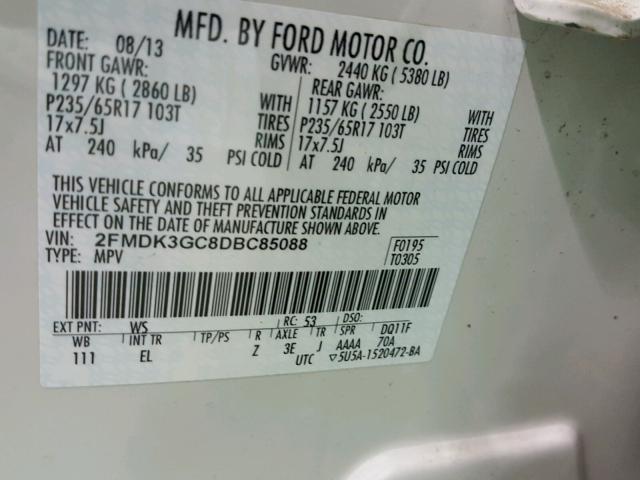 MFD. BY FORD MOTOR CO.
DATE: 08/13 GVWR: 2440 KG ( 5380 LB)
FRONT GAWR: REAR GAWR:
1297 KG ( 2860 LB) WITH 1157 KG ( 2550 LB) WITH
P235/65R17 103T TIRES P235/65R17 103T TIRES
17x7.5J RIMS 17x7.5J RIMS
AT 240 kPa/ 35 PSI COLD AT 240 kPa/ 35 PSI COLD
THIS VEHICLE CONFORMS TO ALL APPLICABLE FEDERAL MOTOR
VEHICLE SAFETY AND THEFT PREVENTION STANDARDS IN
EFFECT ON THE DATE OF MANUFACTURE SHOWN ABOVE.
VIN: 2FMDK3GC8DBC85088 F0195
TYPE: MPV T0305
EXT PNT: WS RC: 53 DSO:
WB INT TR TP/PS R AXLE TR SPR DQ11F
111 EL Z 3E J AAAA 70A
UTC ▽5U5A-1520472-BA